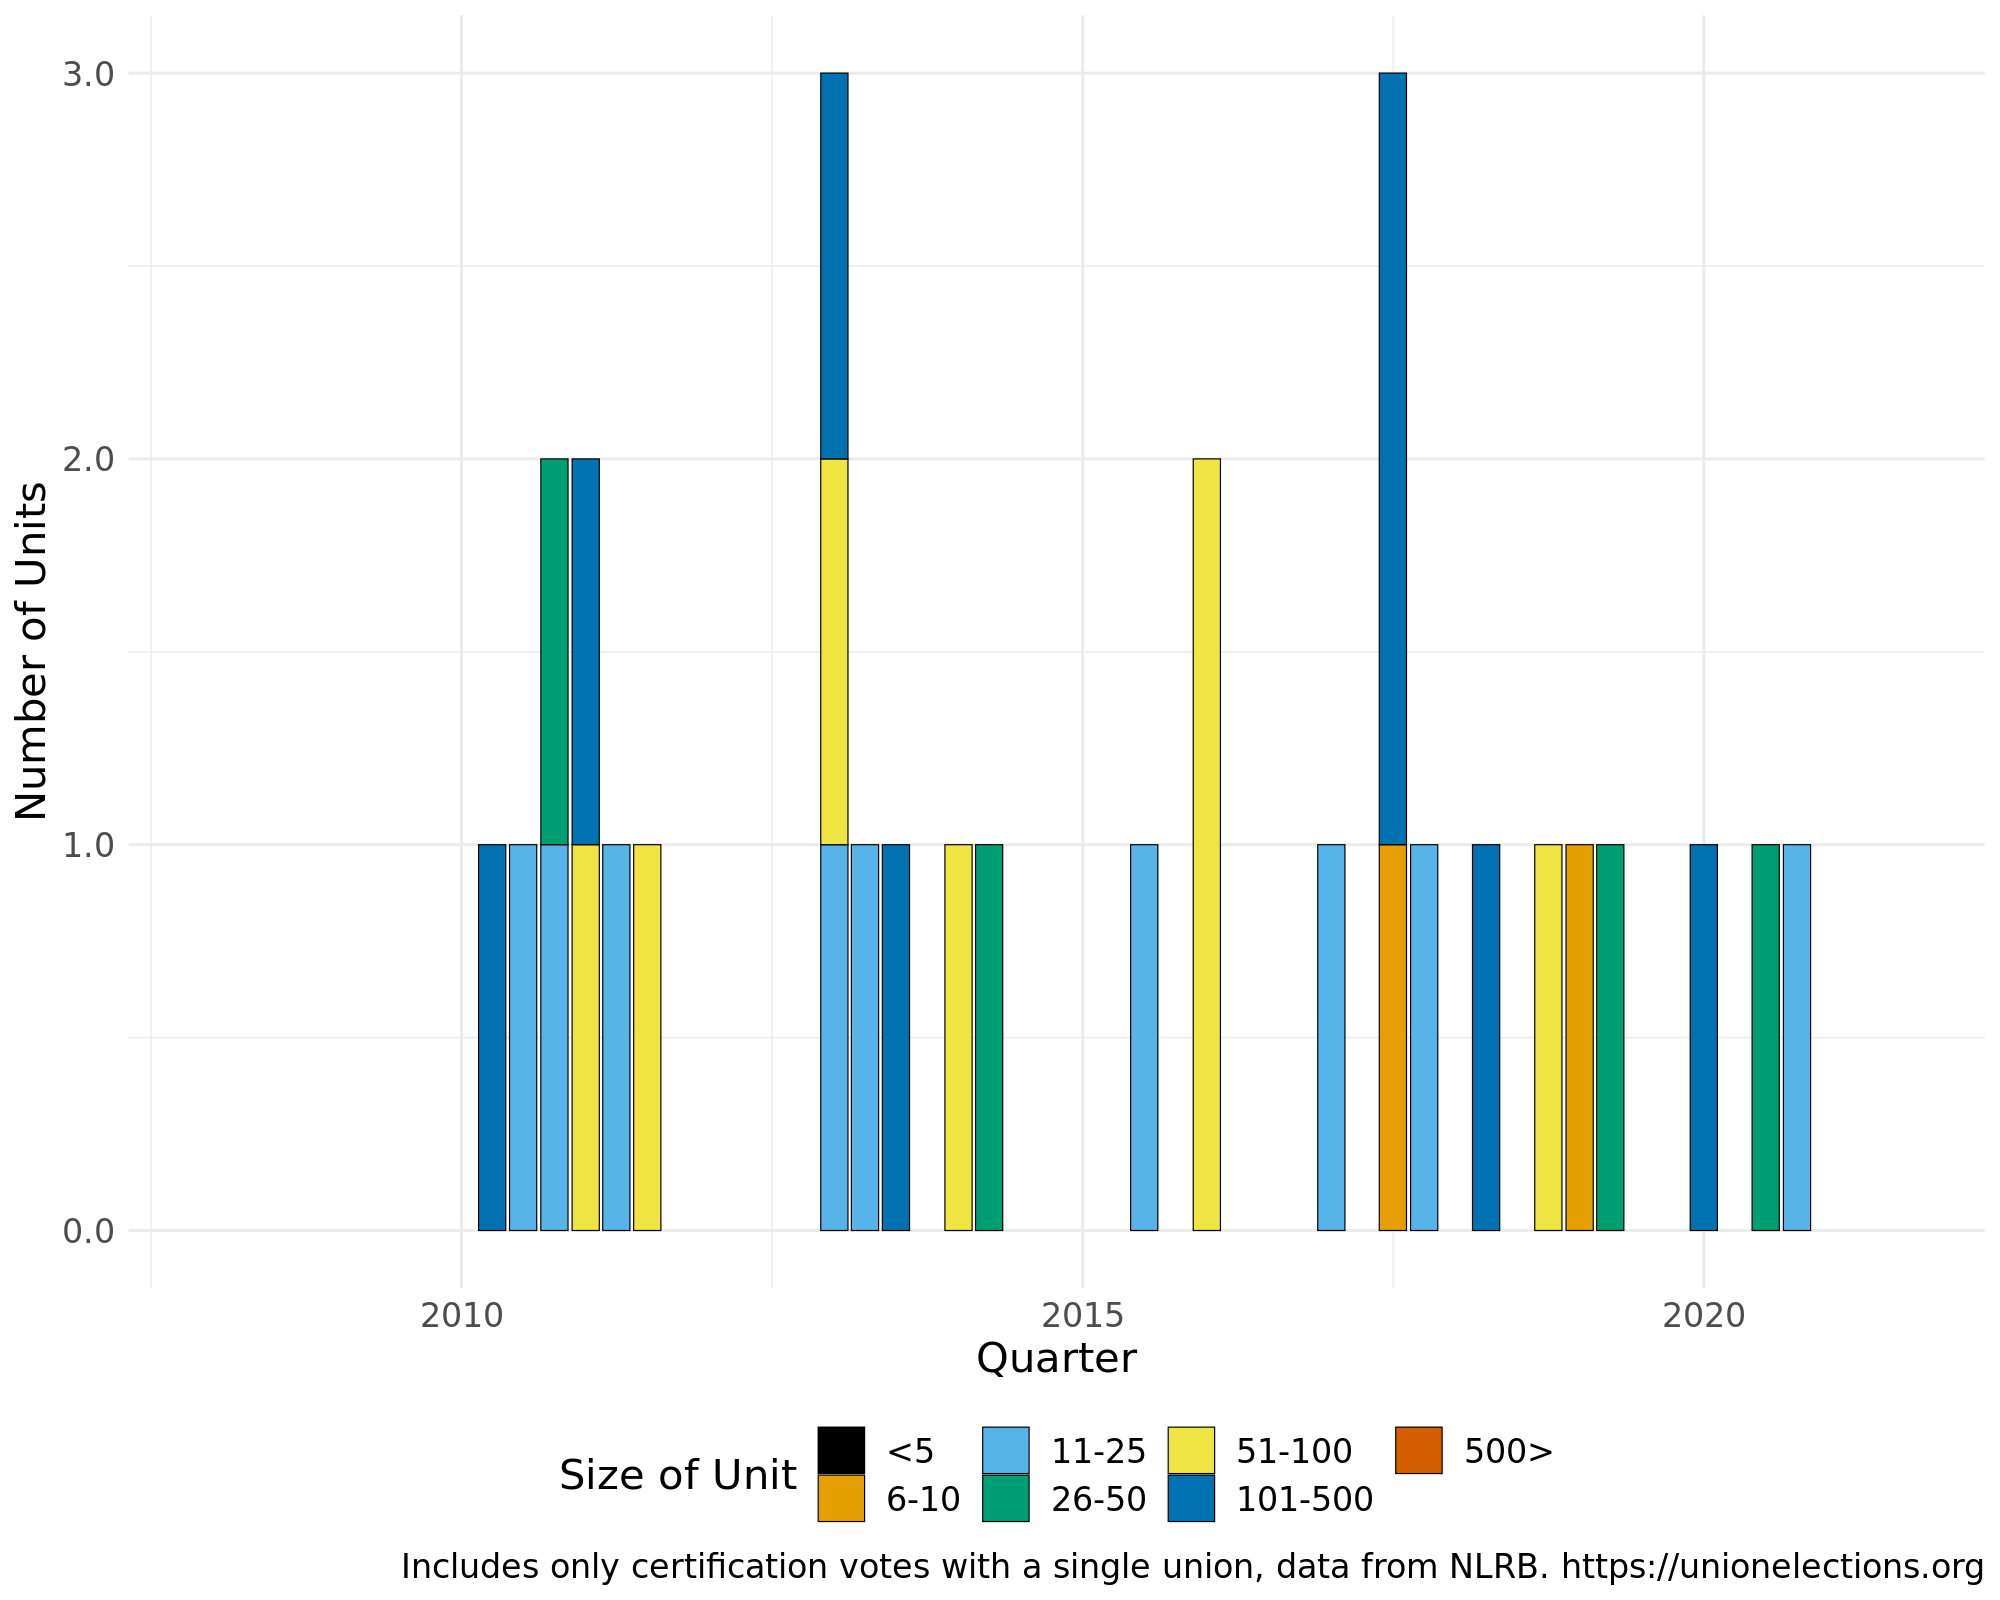 3.0
2.0
1.0
0.0
Number of Units
2010 2015 2020
Quarter
Size of Unit
<5 11-25 51-100 500>
6-10 26-50 101-500
Includes only certification votes with a single union, data from NLRB. https://unionelections.org